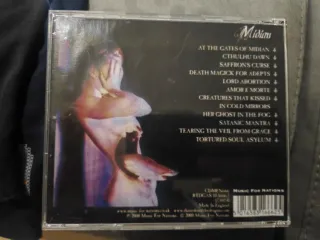 Midian
AT THE GATES OF MIDIAN
CTHULHU DAWN
SAFFRON'S CURSE
DEATH MAGICK FOR ADEPTS
LORD ABORTION
AMOR E MORTE
CREATURES THAT KISSED
IN COLD MIRRORS
HER GHOST IN THE FOG
SATANIC MANTRA
TEARING THE VEIL FROM GRACE
TORTURED SOUL ASYLUM
MUSIC FOR NATIONS